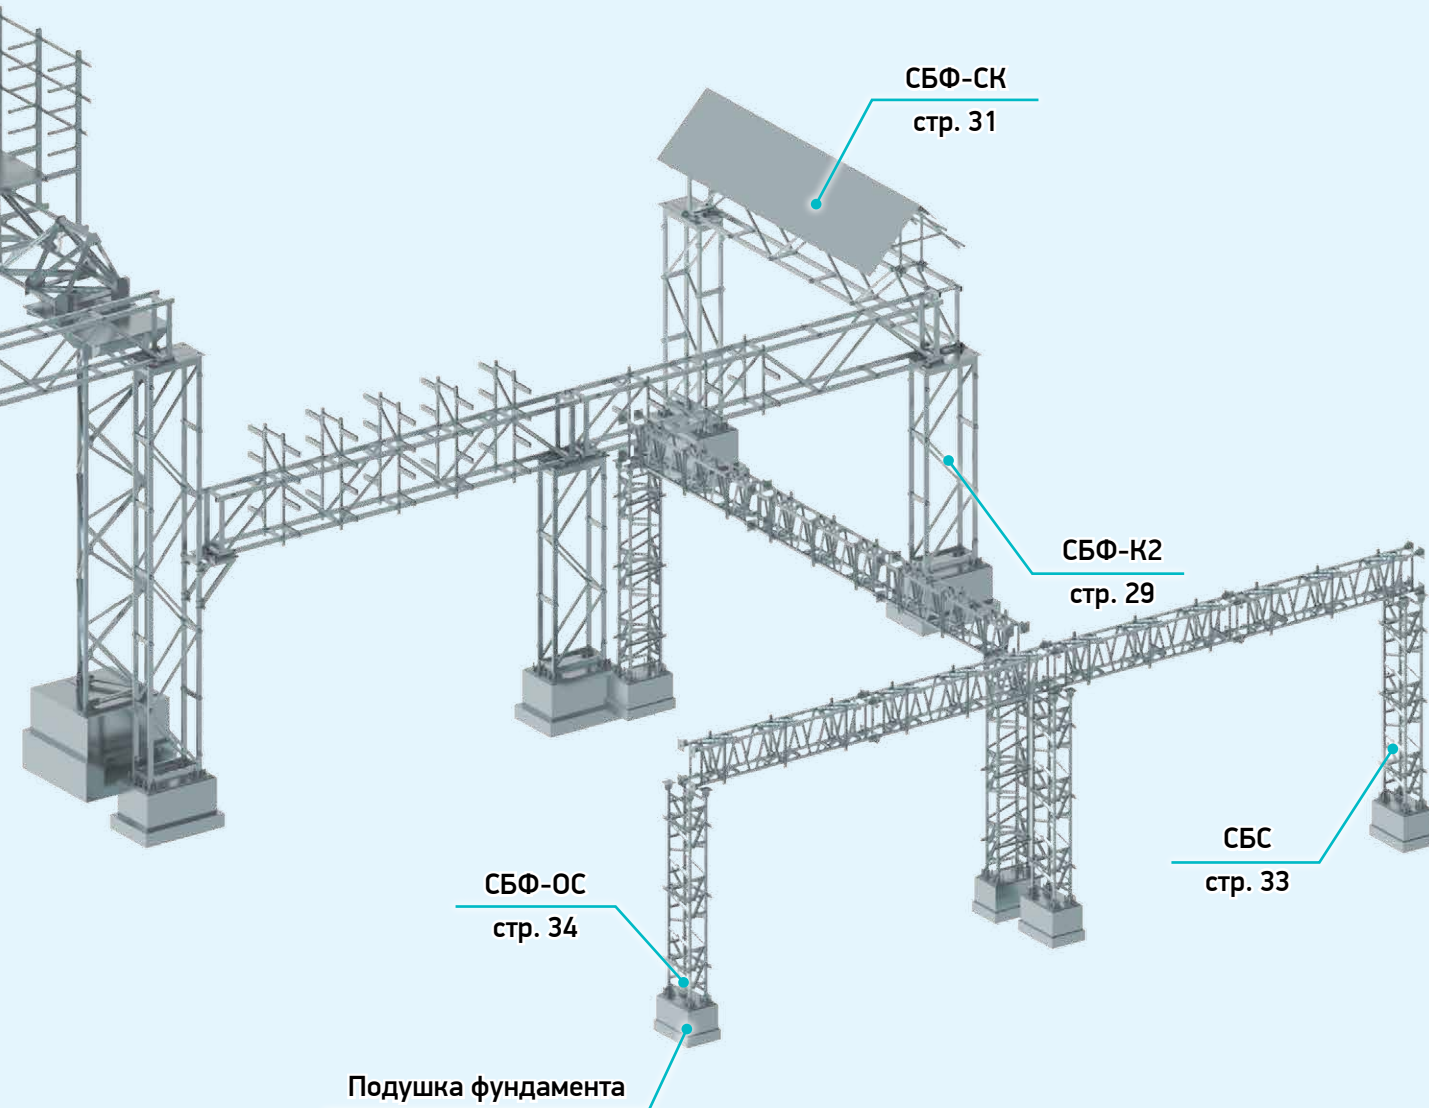 СБФ-СК
стр. 31
СБФ-К2
стр. 29
СБС
стр. 33
СБФ-ОС
стр. 34
Подушка фундамента